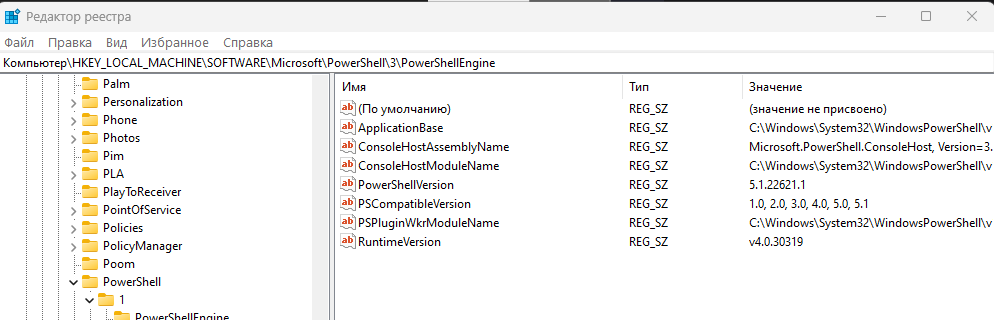 Редактор реестра
Файл Правка Вид Избранное Справка
Компьютер\HKEY_LOCAL_MACHINE\SOFTWARE\Microsoft\PowerShell\3\PowerShellEngine
Palm
Personalization
Phone
Photos
Pim
PLA
PlayToReceiver
PointOfService
Policies
PolicyManager
Poom
PowerShell
1
PowerShellEngine
Имя Тип Значение
(По умолчанию) REG_SZ (значение не присвоено)
ApplicationBase REG_SZ C:\Windows\System32\WindowsPowerShell\v
ConsoleHostAssemblyName REG_SZ Microsoft.PowerShell.ConsoleHost, Version=3.
ConsoleHostModuleName REG_SZ C:\Windows\System32\WindowsPowerShell\v
PowerShellVersion REG_SZ 5.1.22621.1
PSCompatibleVersion REG_SZ 1.0, 2.0, 3.0, 4.0, 5.0, 5.1
PSPluginWkrModuleName REG_SZ C:\Windows\System32\WindowsPowerShell\v
RuntimeVersion REG_SZ v4.0.30319